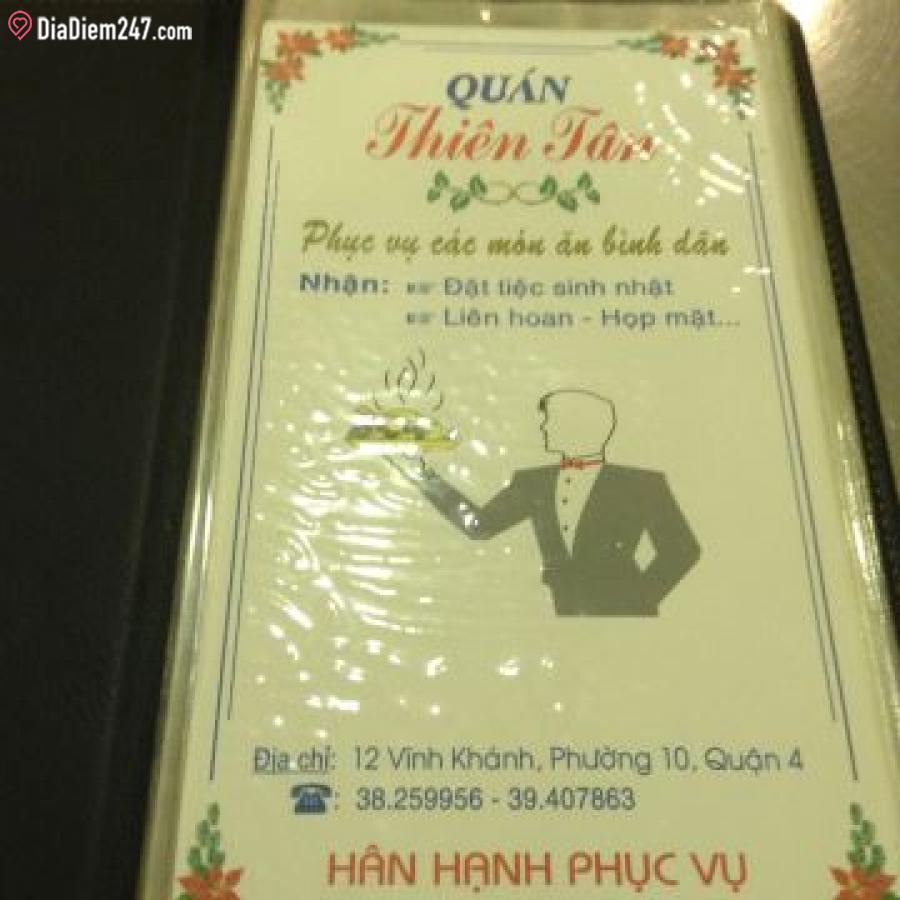 DiaDiem247.com
QUÁN
Thiên Tân
Phục vụ các món ăn bình dân
Nhận: ☞ Đặt tiệc sinh nhật
☞ Liên hoan - Họp mặt...
Địa chỉ: 12 Vĩnh Khánh, Phường 10, Quận 4
☎: 38.259956 - 39.407863
HÂN HẠNH PHỤC VỤ